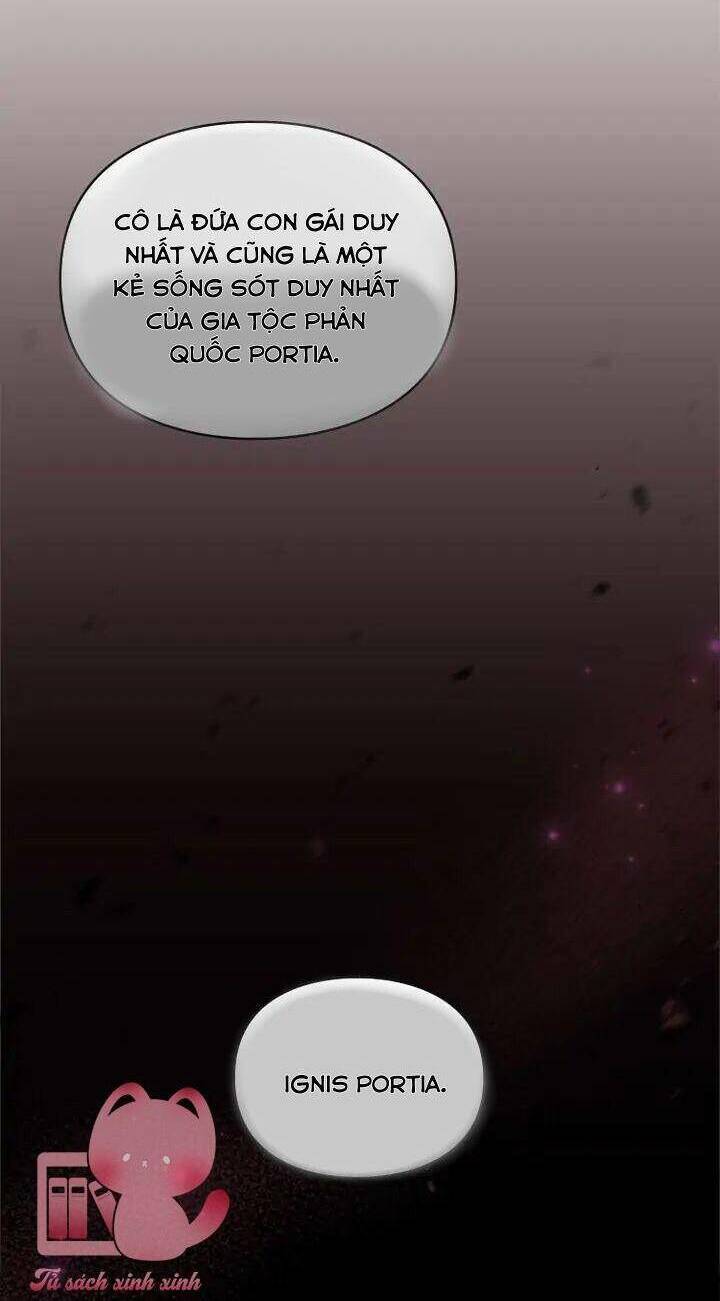 CÔ LÀ ĐỨA CON GÁI DUY
NHẤT VÀ CŨNG LÀ MỘT
KẺ SỐNG SÓT DUY NHẤT
CỦA GIA TỘC PHẢN
QUỐC PORTIA.
IGNIS PORTIA.
Tủ sách xinh xinh